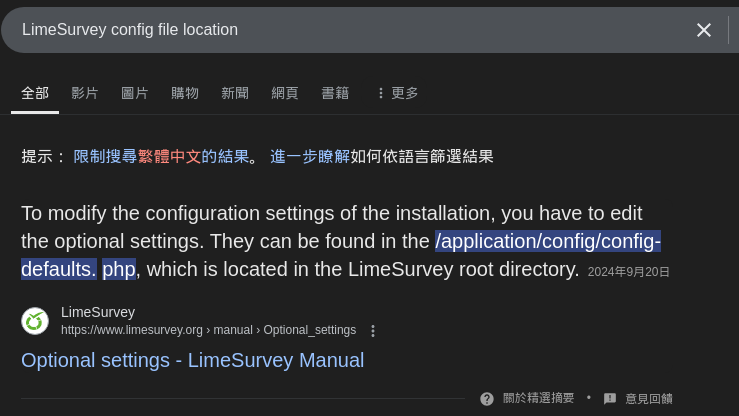 LimeSurvey config file location
全部 影片 圖片 購物 新聞 網頁 書籍 更多
提示： 限制搜尋繁體中文的結果。 進一步瞭解如何依語言篩選結果
To modify the configuration settings of the installation, you have to edit
the optional settings. They can be found in the /application/config/config-
defaults. php, which is located in the LimeSurvey root directory. 2024年9月20日
LimeSurvey
https://www.limesurvey.org › manual › Optional_settings
Optional settings - LimeSurvey Manual
關於精選摘要 • 意見回饋